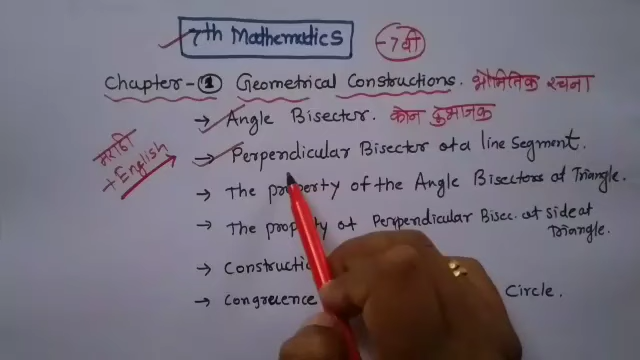 7th Mathematics -7वी
Chapter-① Geometrical Constructions. भौमितिक रचना
→ Angle Bisector. कोन दुभाजक
मराठी + English
→ Perpendicular Bisector of a line Segment.
→ The property of the Angle Bisectors of Triangle.
→ The property of Perpendicular Bisec. of side of Triangle.
→ Constructio
→ Congruence Circle.